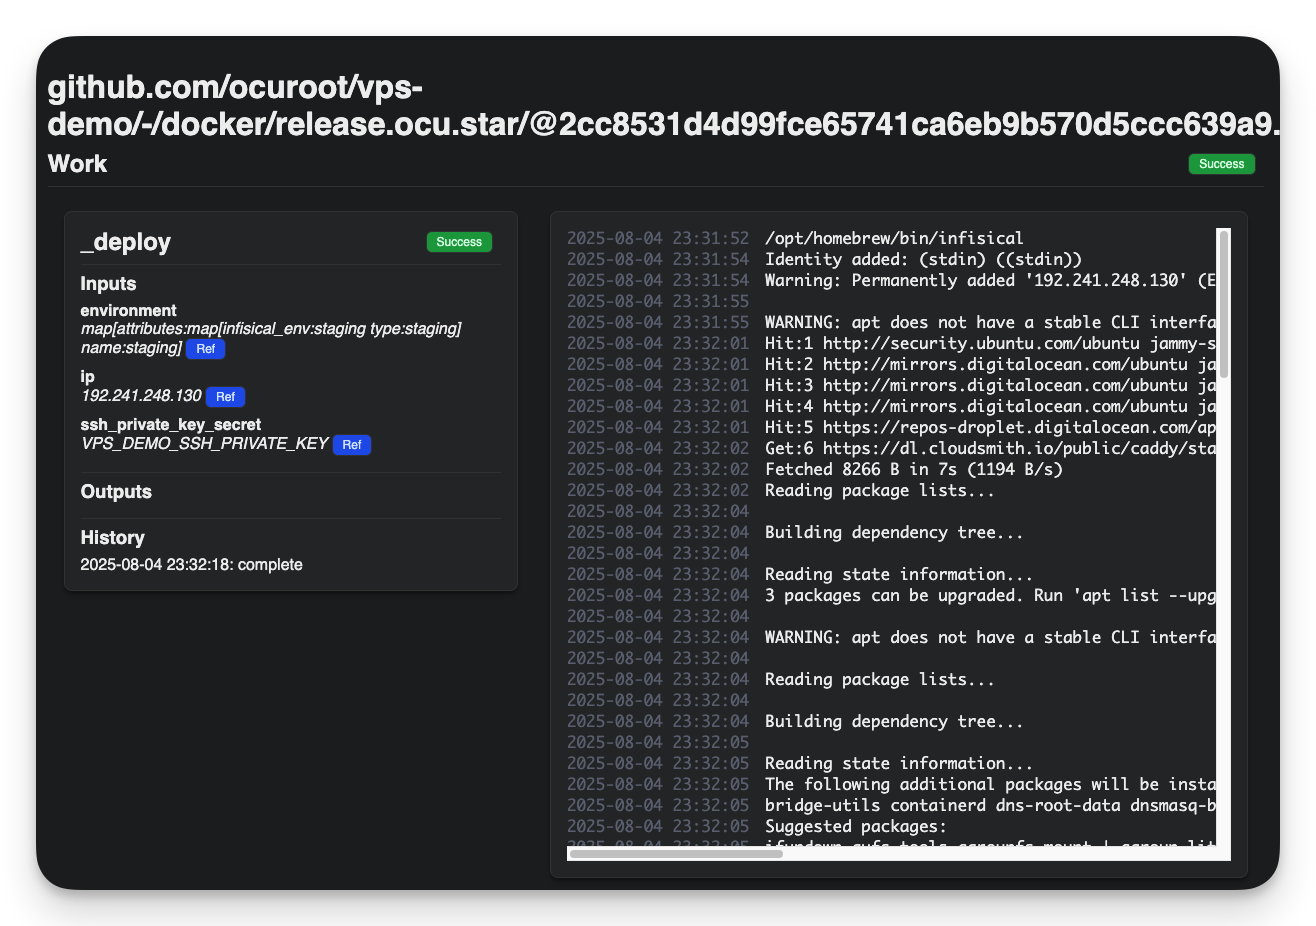 github.com/ocuroot/vps-
demo/-/docker/release.ocu.star/@2cc8531d4d99fce65741ca6eb9b570d5ccc639a9.
Work
Success
_deploy
Success
Inputs
environment
map[attributes:map[infisical_env:staging type:staging]
name:staging] Ref
ip
192.241.248.130 Ref
ssh_private_key_secret
VPS_DEMO_SSH_PRIVATE_KEY Ref
Outputs
History
2025-08-04 23:32:18: complete
2025-08-04 23:31:52 /opt/homebrew/bin/infisical
2025-08-04 23:31:54 Identity added: (stdin) ((stdin))
2025-08-04 23:31:54 Warning: Permanently added '192.241.248.130' (E
2025-08-04 23:31:55
2025-08-04 23:31:55 WARNING: apt does not have a stable CLI interfa
2025-08-04 23:32:01 Hit:1 http://security.ubuntu.com/ubuntu jammy-s
2025-08-04 23:32:01 Hit:2 http://mirrors.digitalocean.com/ubuntu ja
2025-08-04 23:32:01 Hit:3 http://mirrors.digitalocean.com/ubuntu ja
2025-08-04 23:32:01 Hit:4 http://mirrors.digitalocean.com/ubuntu ja
2025-08-04 23:32:01 Hit:5 https://repos-droplet.digitalocean.com/ap
2025-08-04 23:32:02 Get:6 https://dl.cloudsmith.io/public/caddy/sta
2025-08-04 23:32:02 Fetched 8266 B in 7s (1194 B/s)
2025-08-04 23:32:02 Reading package lists...
2025-08-04 23:32:04
2025-08-04 23:32:04 Building dependency tree...
2025-08-04 23:32:04
2025-08-04 23:32:04 Reading state information...
2025-08-04 23:32:04 3 packages can be upgraded. Run 'apt list --upg
2025-08-04 23:32:04
2025-08-04 23:32:04 WARNING: apt does not have a stable CLI interfa
2025-08-04 23:32:04
2025-08-04 23:32:04 Reading package lists...
2025-08-04 23:32:04
2025-08-04 23:32:04 Building dependency tree...
2025-08-04 23:32:05
2025-08-04 23:32:05 Reading state information...
2025-08-04 23:32:05 The following additional packages will be insta
2025-08-04 23:32:05 bridge-utils containerd dns-root-data dnsmasq-b
2025-08-04 23:32:05 Suggested packages: